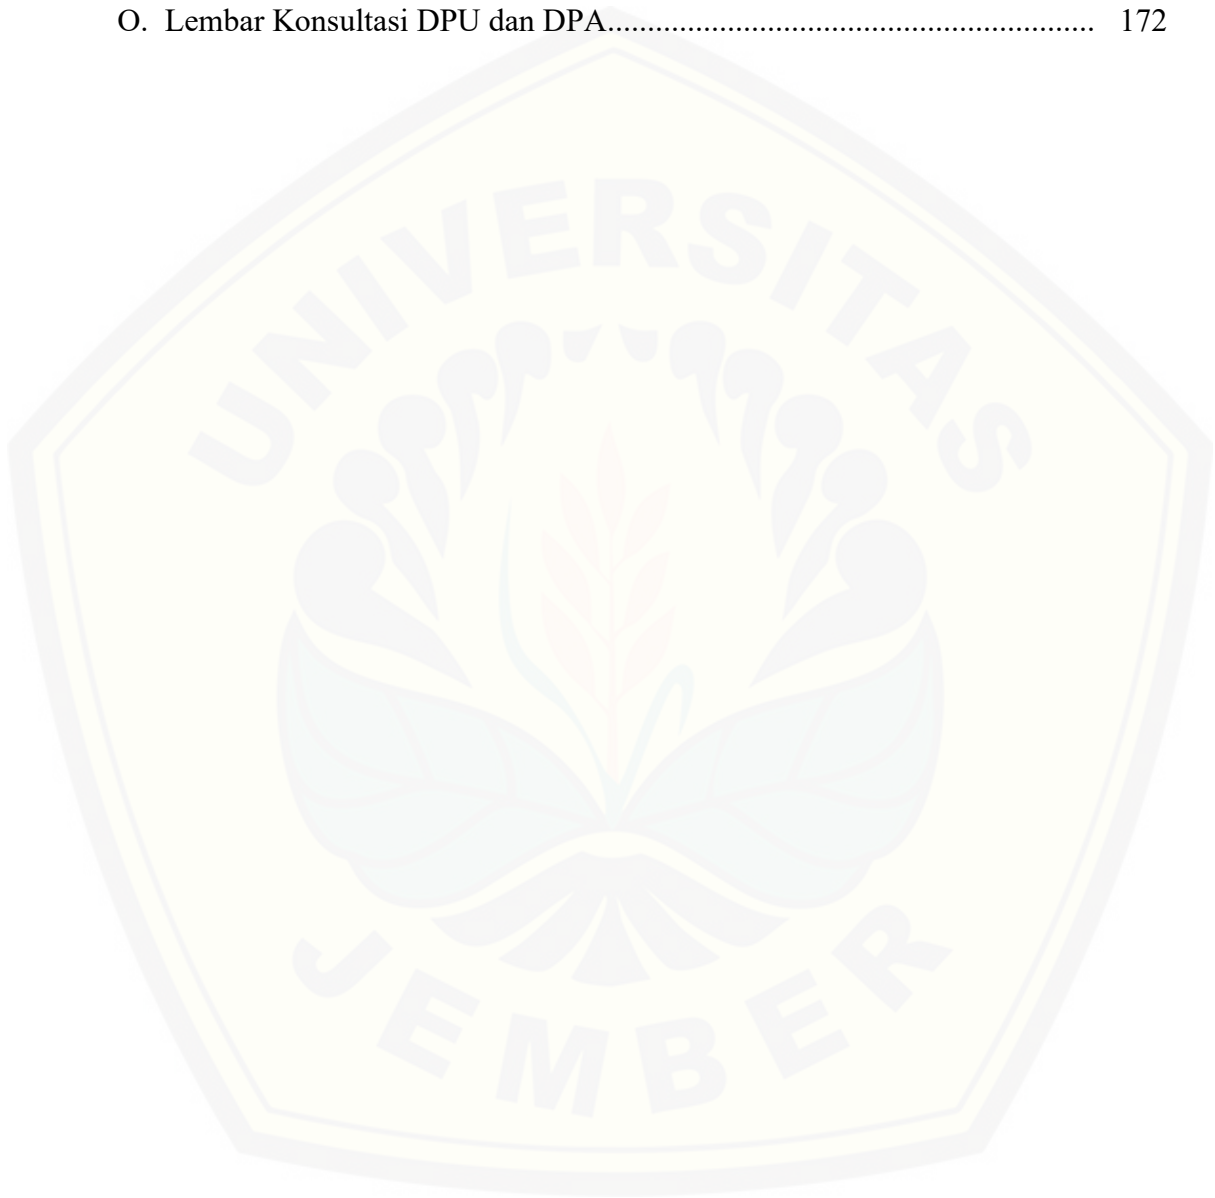 O. Lembar Konsultasi DPU dan DPA............................................................. 172
UNIVERSITAS
JEMBER